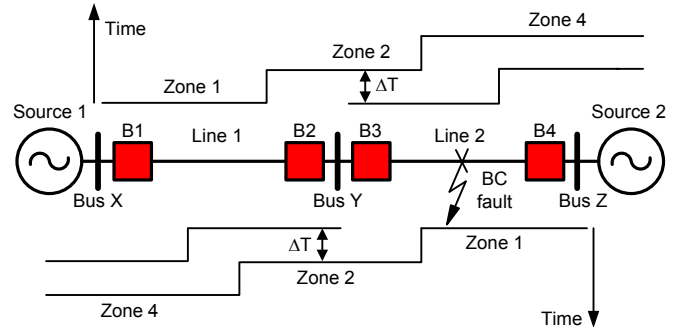 Time
Zone 4
Zone 2
Zone 1
ΔT
Source 1
Source 2
B1
Line 1
B2
B3
Line 2
B4
Bus X
Bus Y
BC
fault
Bus Z
ΔT
Zone 1
Zone 2
Zone 4
Time